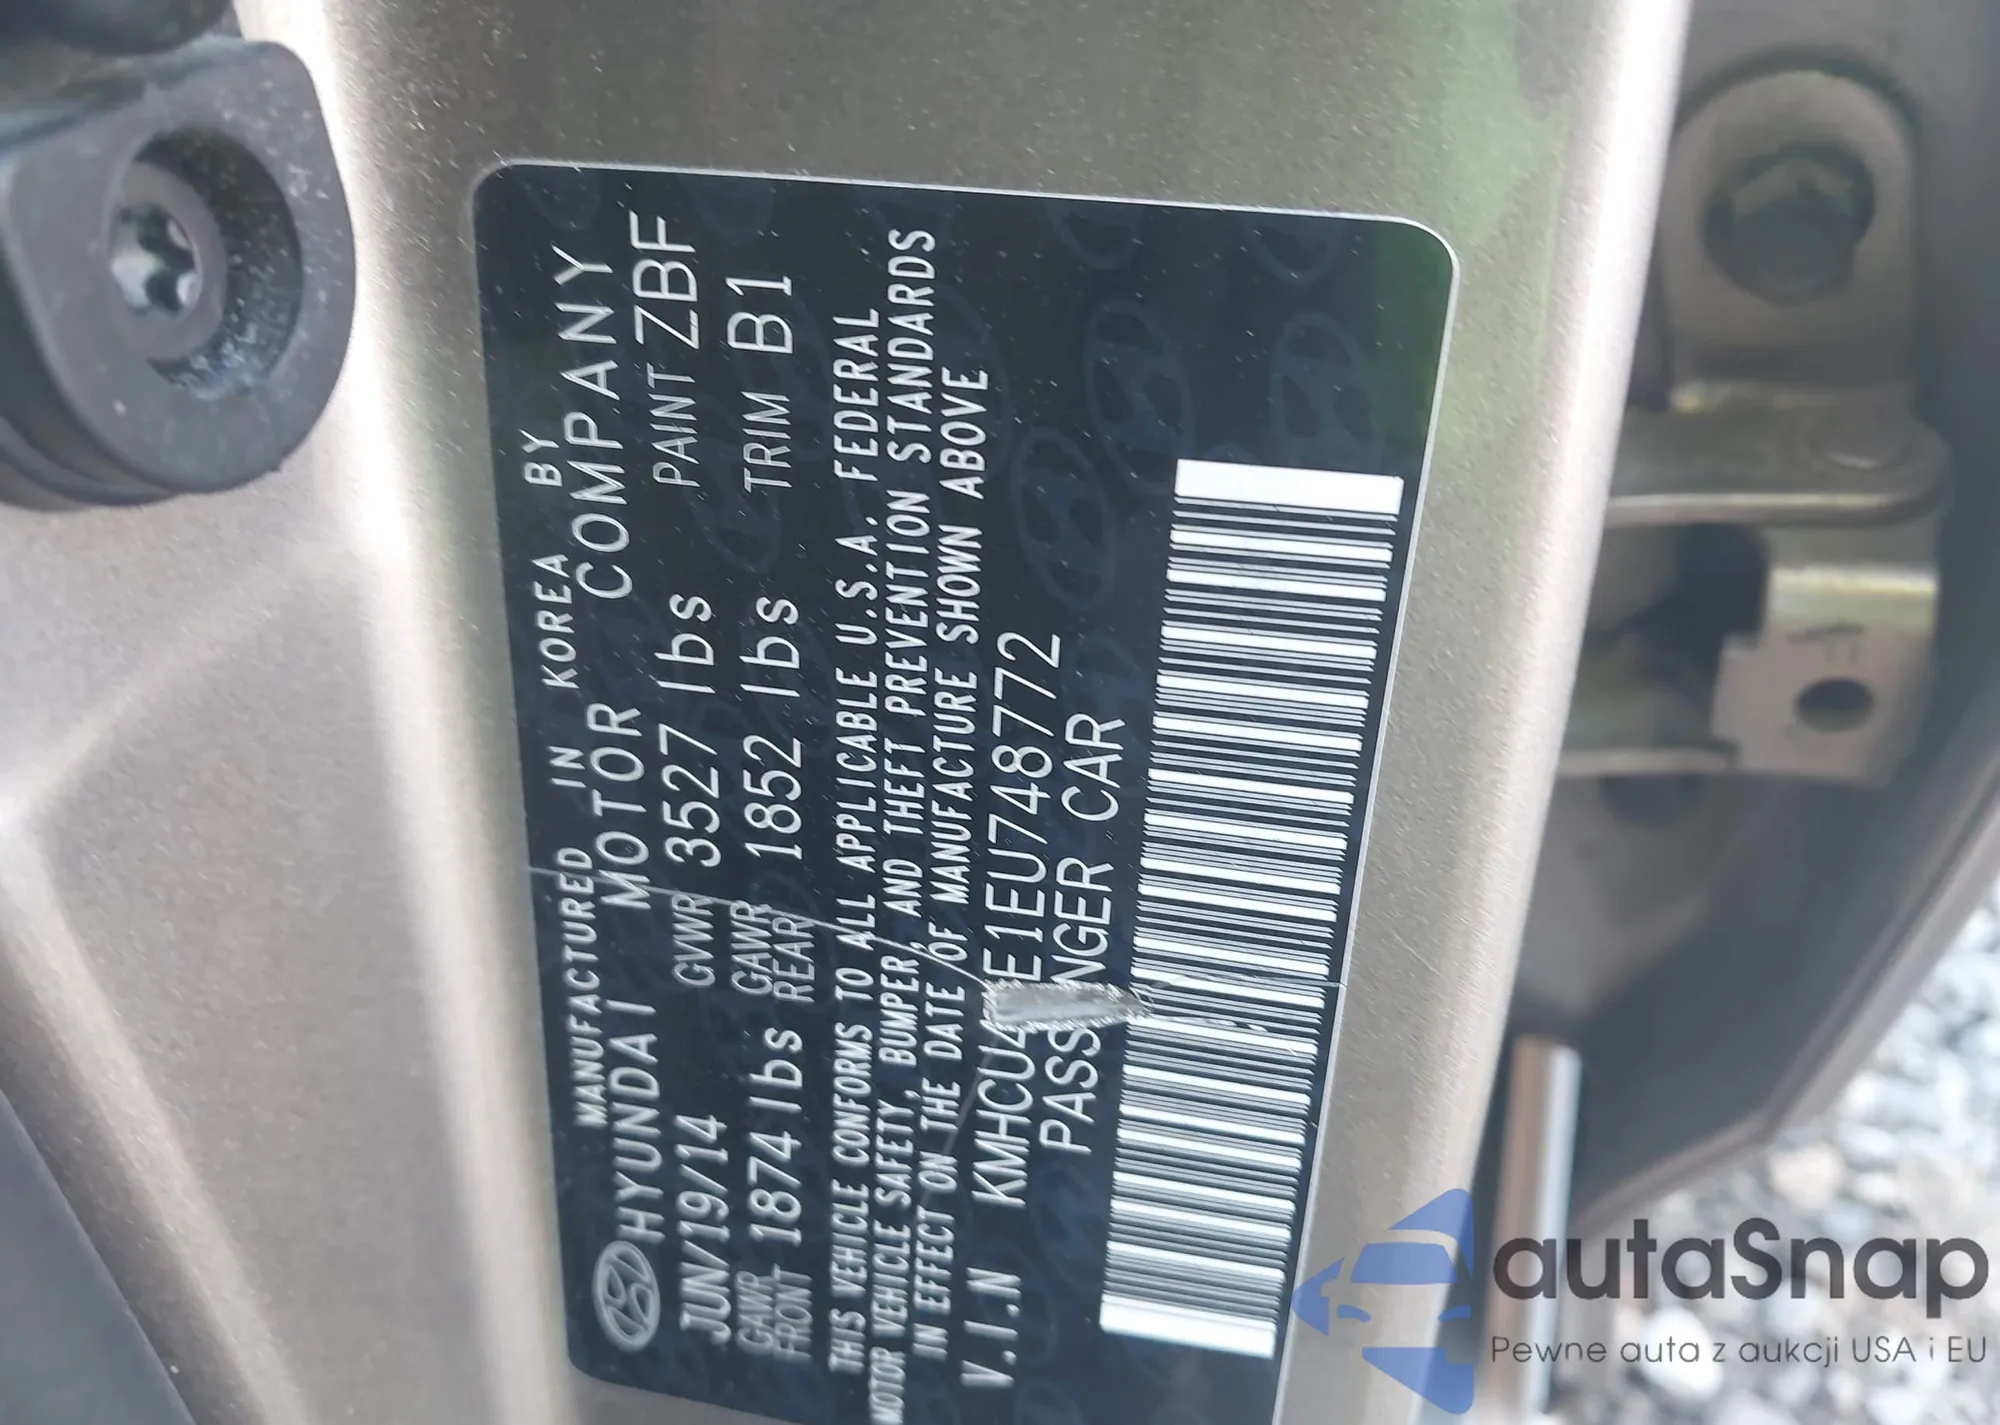 MANUFACTURED IN KOREA BY
HYUNDAI MOTOR COMPANY
JUN/19/14 GVWR 3527 lbs PAINT ZBF
GAWR FRONT 1874 lbs GAWR REAR 1852 lbs TRIM B1
THIS VEHICLE CONFORMS TO ALL APPLICABLE U.S.A. FEDERAL
MOTOR VEHICLE SAFETY, BUMPER, AND THEFT PREVENTION STANDARDS
IN EFFECT ON THE DATE OF MANUFACTURE SHOWN ABOVE
V.I.N KMHCU4 E1EU748772
PASSENGER CAR
autaSnap
Pewne auta z aukcji USA i EU